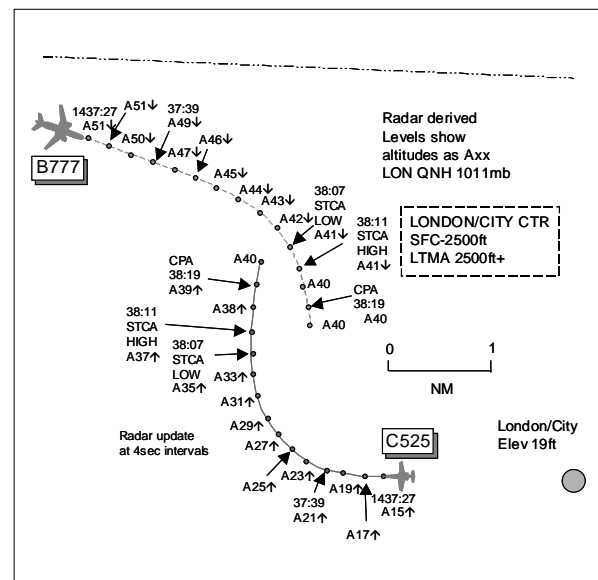 1437:27
A51↓
A51↓
A50↓
37:39
A49↓
A47↓
A46↓
A45↓
A44↓
A43↓
A42↓
38:07
STCA
LOW
A41↓
38:11
STCA
HIGH
A41↓
A40
CPA
38:19
A40
A40
B777
Radar derived
Levels show
altitudes as Axx
LON QNH 1011mb
LONDON/CITY CTR
SFC-2500ft
LTMA 2500ft+
0
1
NM
A40
CPA
38:19
A39↑
A38↑
38:11
STCA
HIGH
A37↑
38:07
STCA
LOW
A35↑
A33↑
A31↑
A29↑
A27↑
A25↑
A23↑
37:39
A21↑
A19↑
A17↑
1437:27
A15↑
C525
Radar update
at 4sec intervals
London/City
Elev 19ft